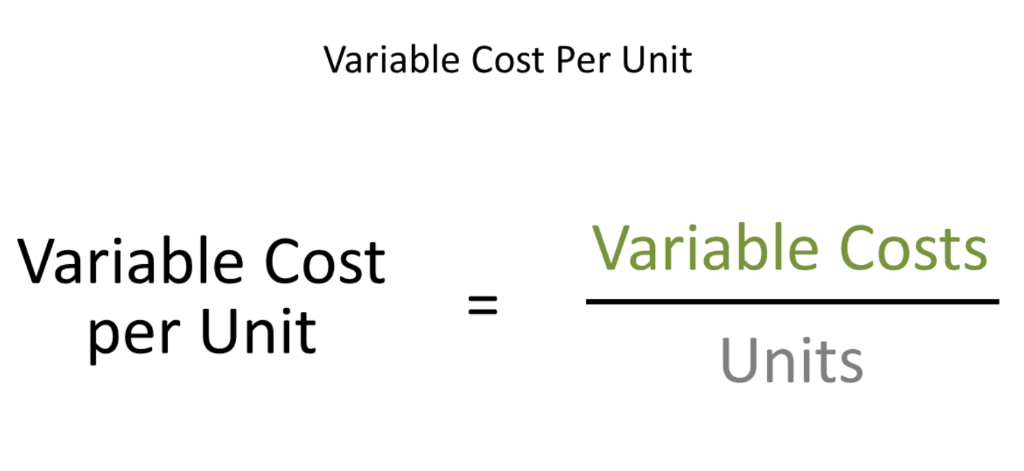 Variable Cost Per Unit
Variable Cost
per Unit
=
Variable Costs
Units